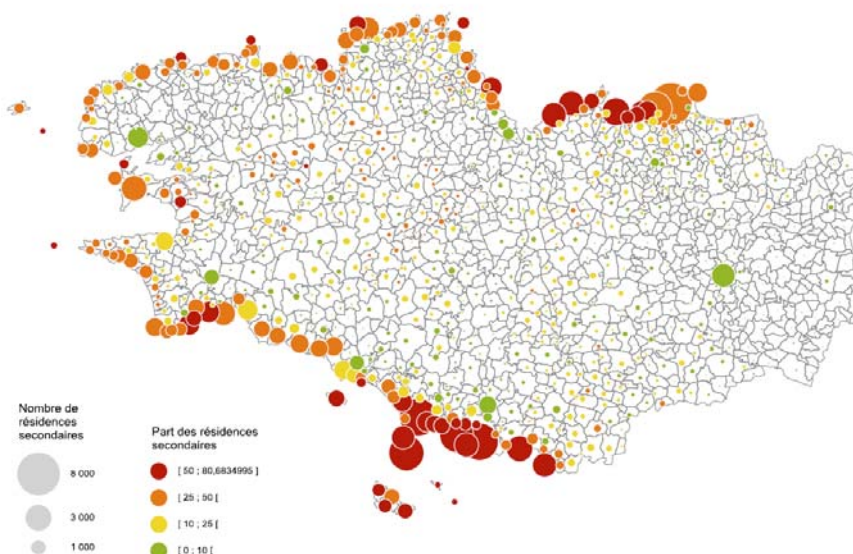 Nombre de
résidences
secondaires
8 000
3 000
1 000
Part des résidences
secondaires
[ 50 ; 80,6834995 ]
[ 25 ; 50 [
[ 10 ; 25 [
[ 0 ; 10 [